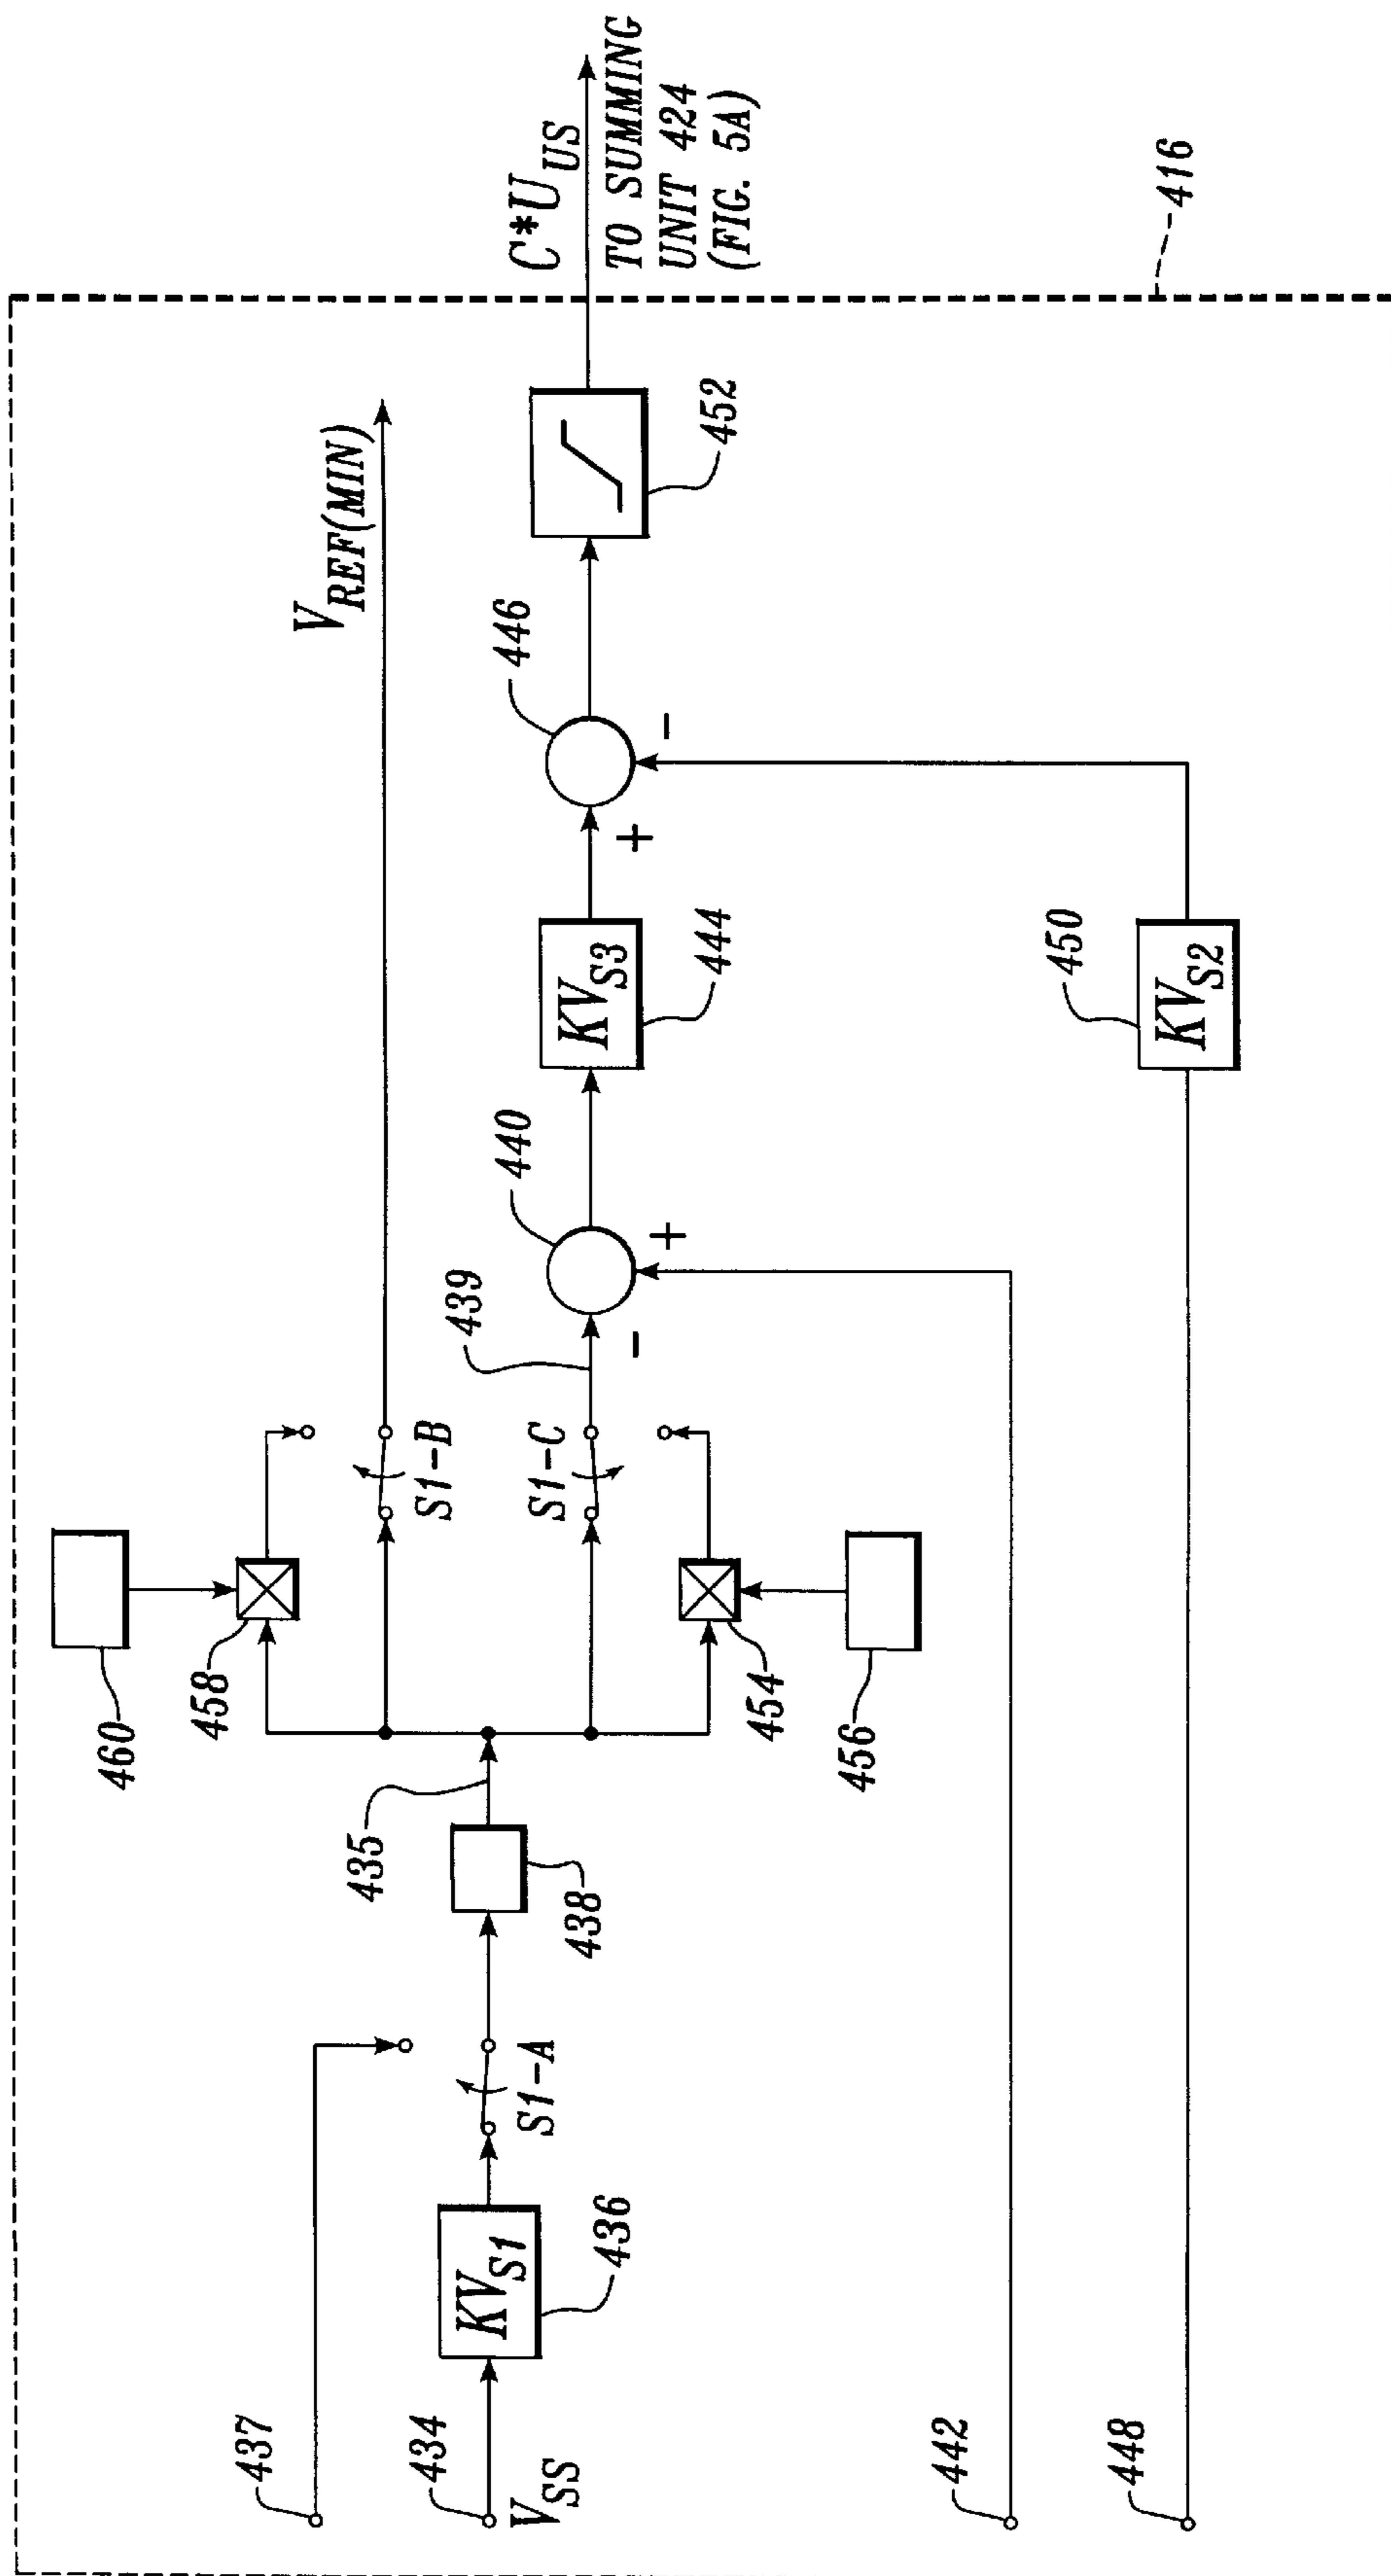 C*U_US
TO SUMMING
UNIT 424
(FIG. 5A)
416
V_REF(MIN)
452
446
+
-
KV_S3
444
KV_S2
450
440
439
-
+
S1-B
S1-C
460
458
454
456
435
438
S1-A
KV_S1
436
437
434
V_SS
442
448